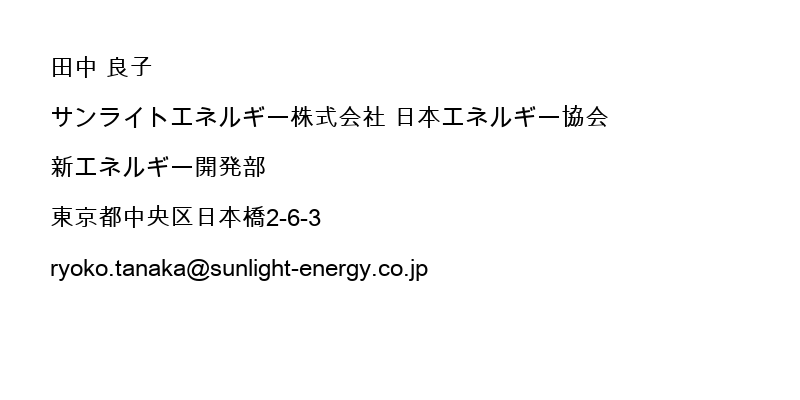 田中 良子
サンライトエネルギー株式会社 日本エネルギー協会
新エネルギー開発部
東京都中央区日本橋2-6-3
ryoko.tanaka@sunlight-energy.co.jp